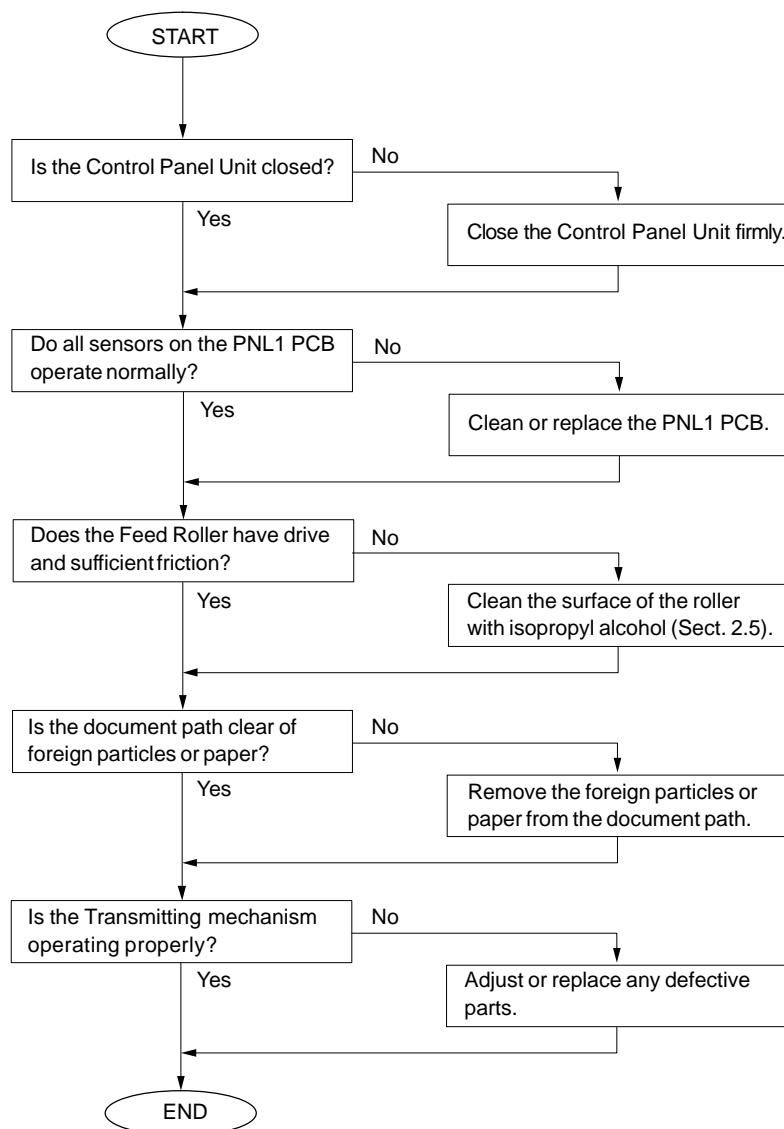 START
Is the Control Panel Unit closed?
No
Yes
Close the Control Panel Unit firmly.
Do all sensors on the PNL1 PCB
operate normally?
No
Yes
Clean or replace the PNL1 PCB.
Does the Feed Roller have drive
and sufficient friction?
No
Yes
Clean the surface of the roller
with isopropyl alcohol (Sect. 2.5).
Is the document path clear of
foreign particles or paper?
No
Yes
Remove the foreign particles or
paper from the document path.
Is the Transmitting mechanism
operating properly?
No
Yes
Adjust or replace any defective
parts.
END